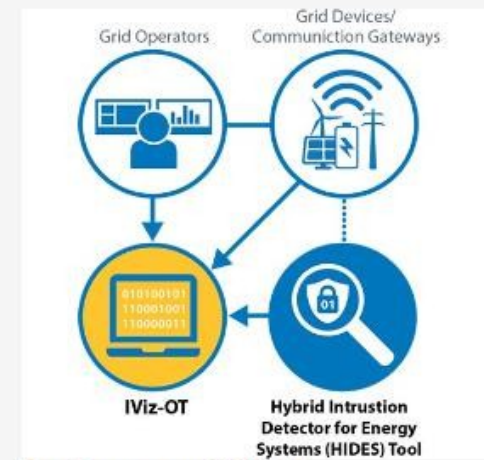 Grid Operators
Grid Devices/
Communiction Gateways
010100101
110001001
110000011
01
IViz-OT
Hybrid Intrustion
Detector for Energy
Systems (HIDES) Tool